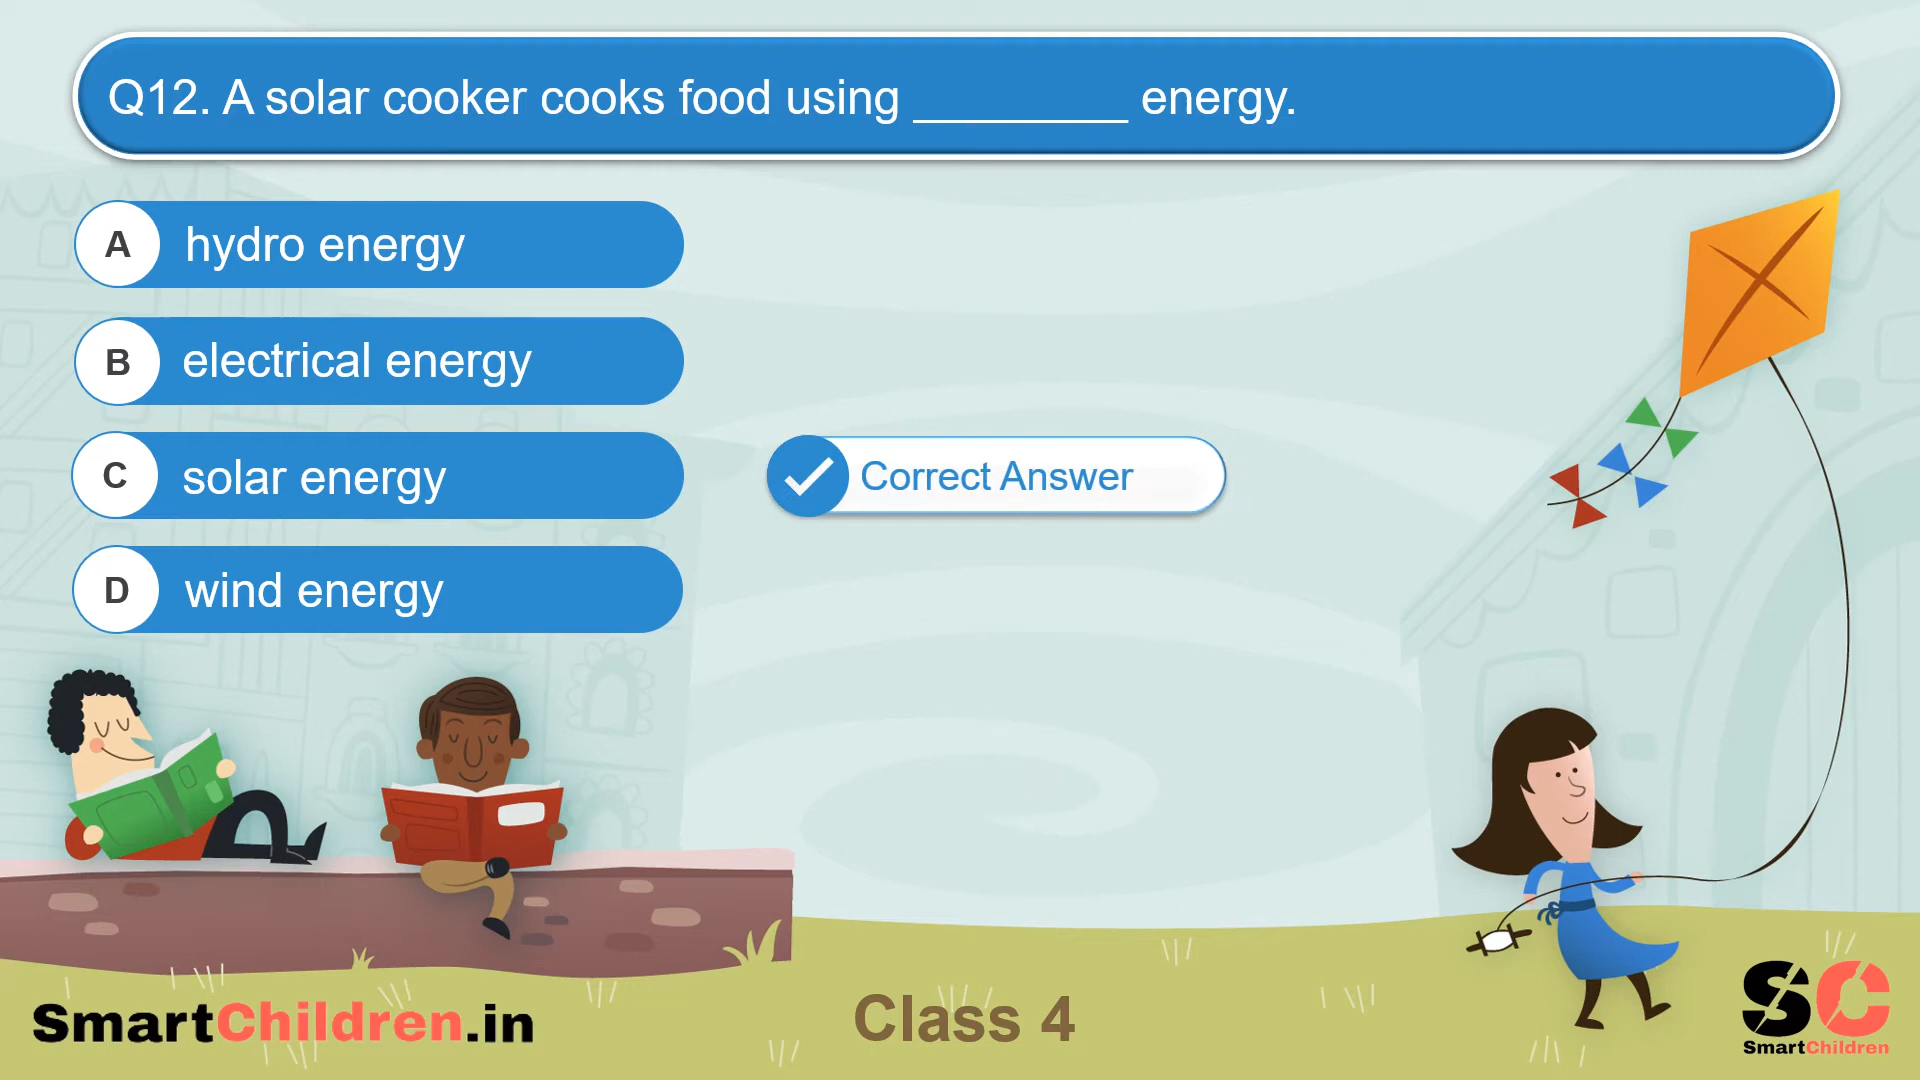 Q12. A solar cooker cooks food using ________ energy.
A hydro energy
B electrical energy
C solar energy
Correct Answer
D wind energy
SmartChildren.in
Class 4
SC
SmartChildren